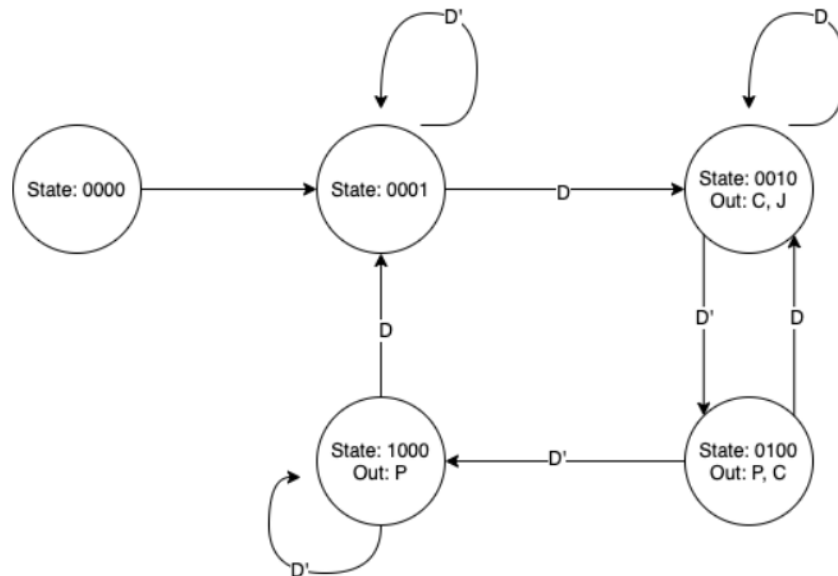 D'
D
State: 0000
State: 0001
D
State: 0010
Out: C, J
D
D'
D
State: 1000
Out: P
D'
State: 0100
Out: P, C
D'